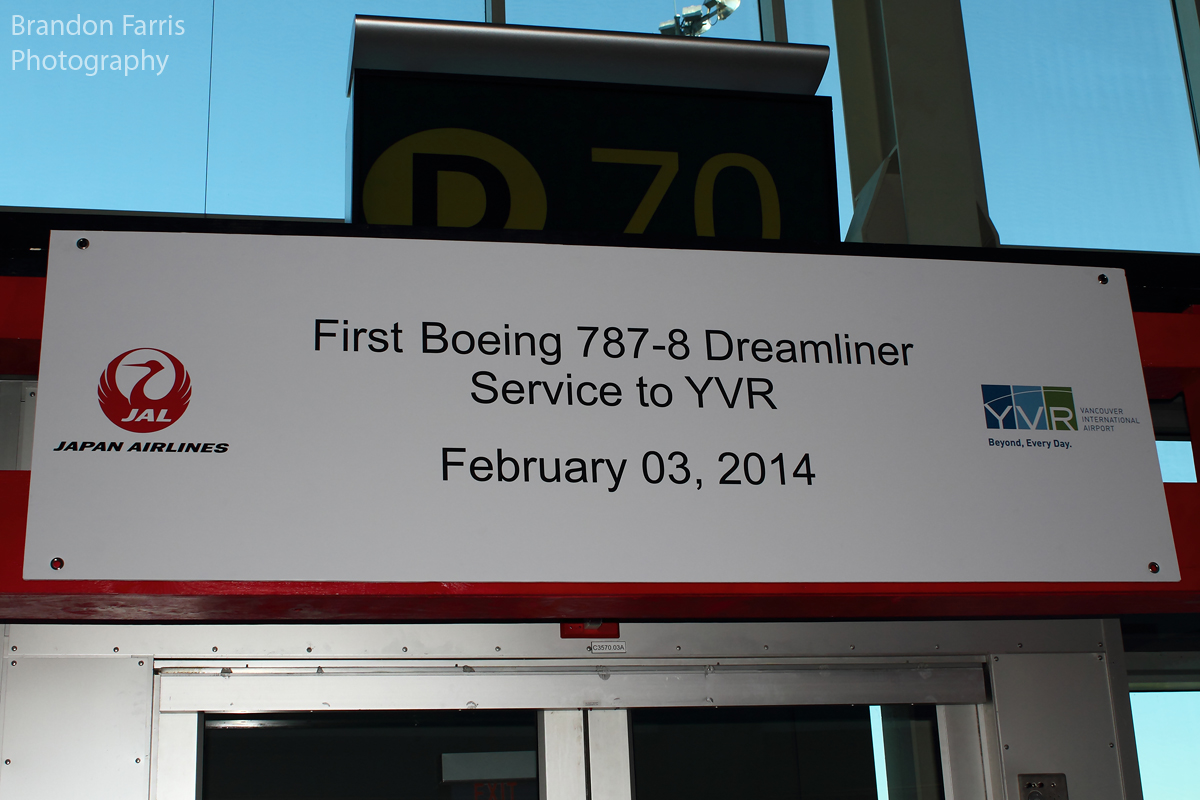 Brandon Farris
Photography
D 70
First Boeing 787-8 Dreamliner
Service to YVR
February 03, 2014
JAL
JAPAN AIRLINES
YVR
VANCOUVER
INTERNATIONAL
AIRPORT
Beyond, Every Day.
C3570.03A
EXIT